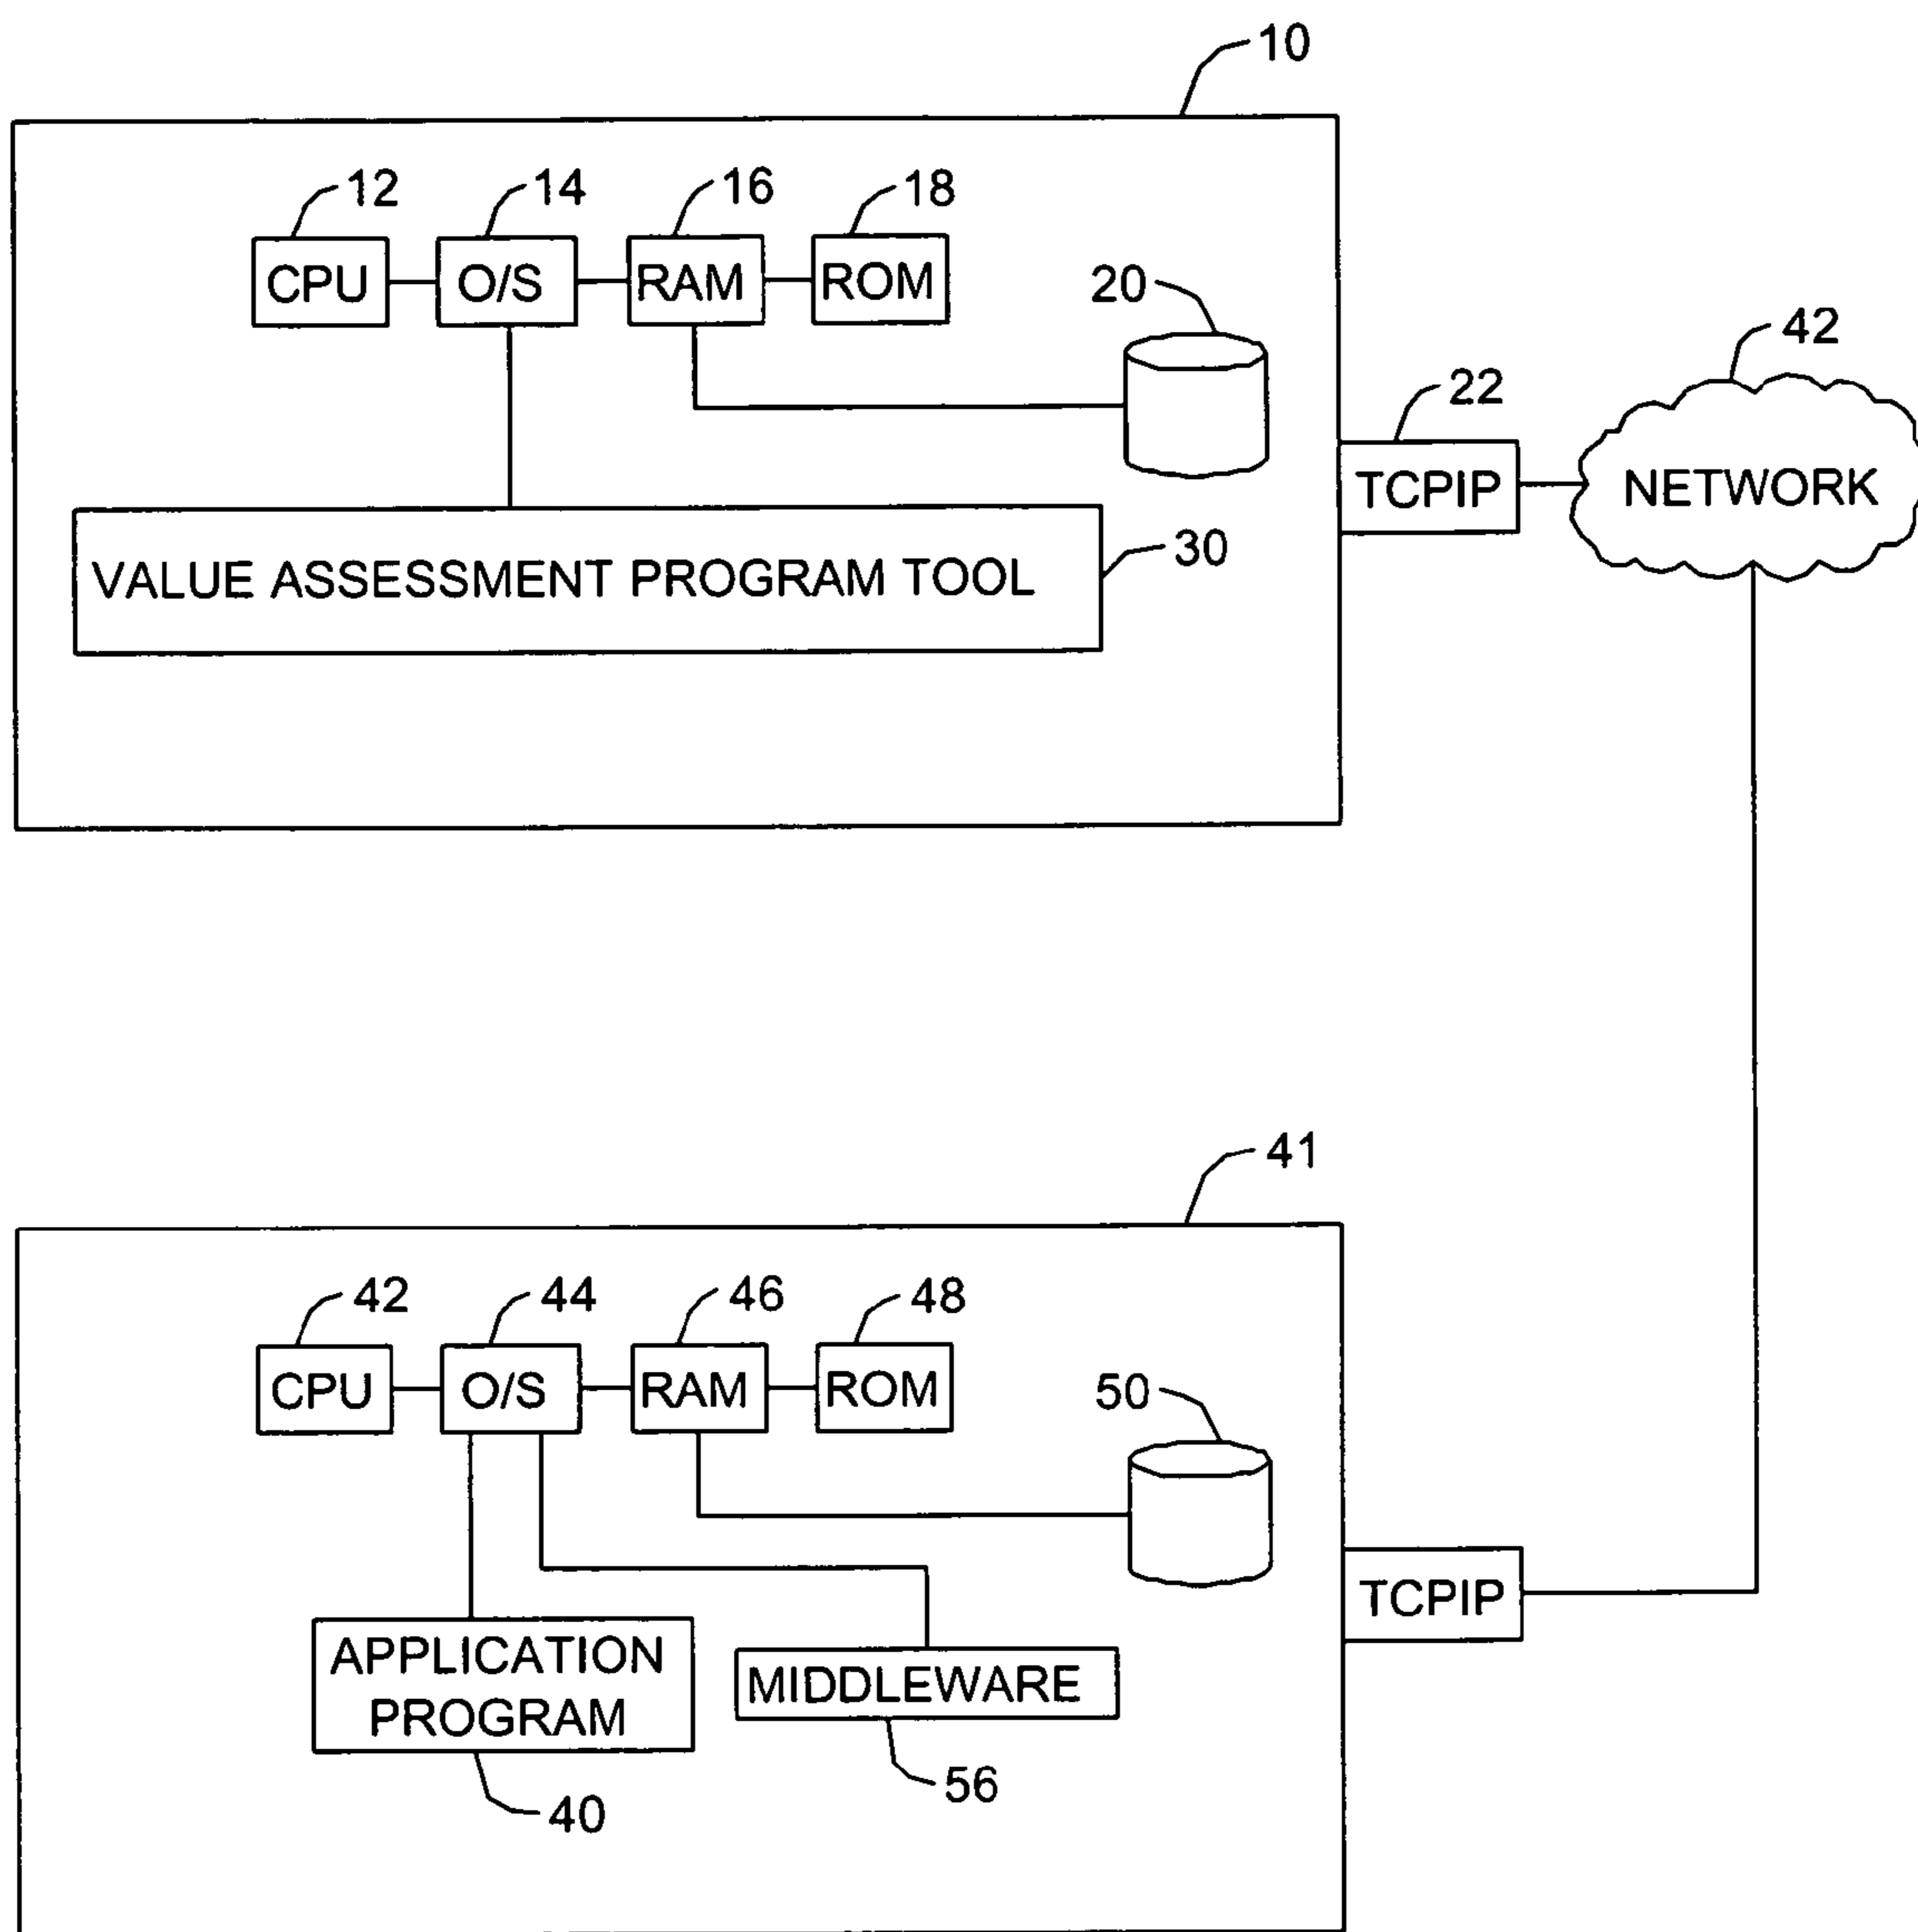 10
12
14
16
18
CPU
O/S
RAM
ROM
20
42
22
TCPIP
NETWORK
VALUE ASSESSMENT PROGRAM TOOL
30
41
42
44
46
48
CPU
O/S
RAM
ROM
50
TCPIP
APPLICATION
PROGRAM
MIDDLEWARE
40
56